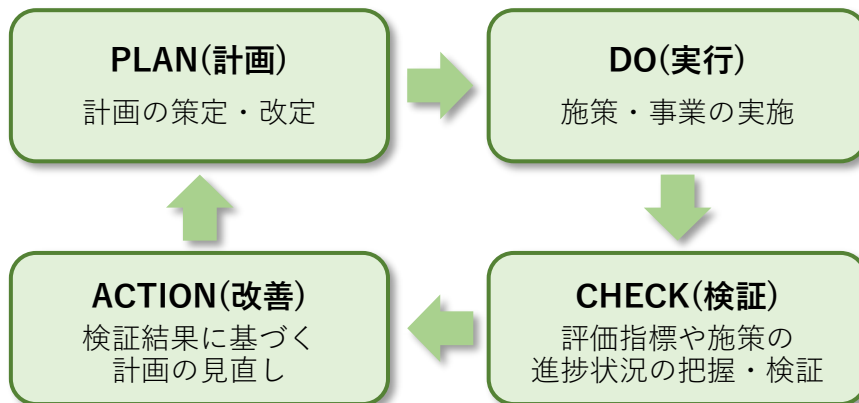 PLAN(計画)
計画の策定・改定
DO(実行)
施策・事業の実施
ACTION(改善)
検証結果に基づく
計画の見直し
CHECK(検証)
評価指標や施策の
進捗状況の把握・検証